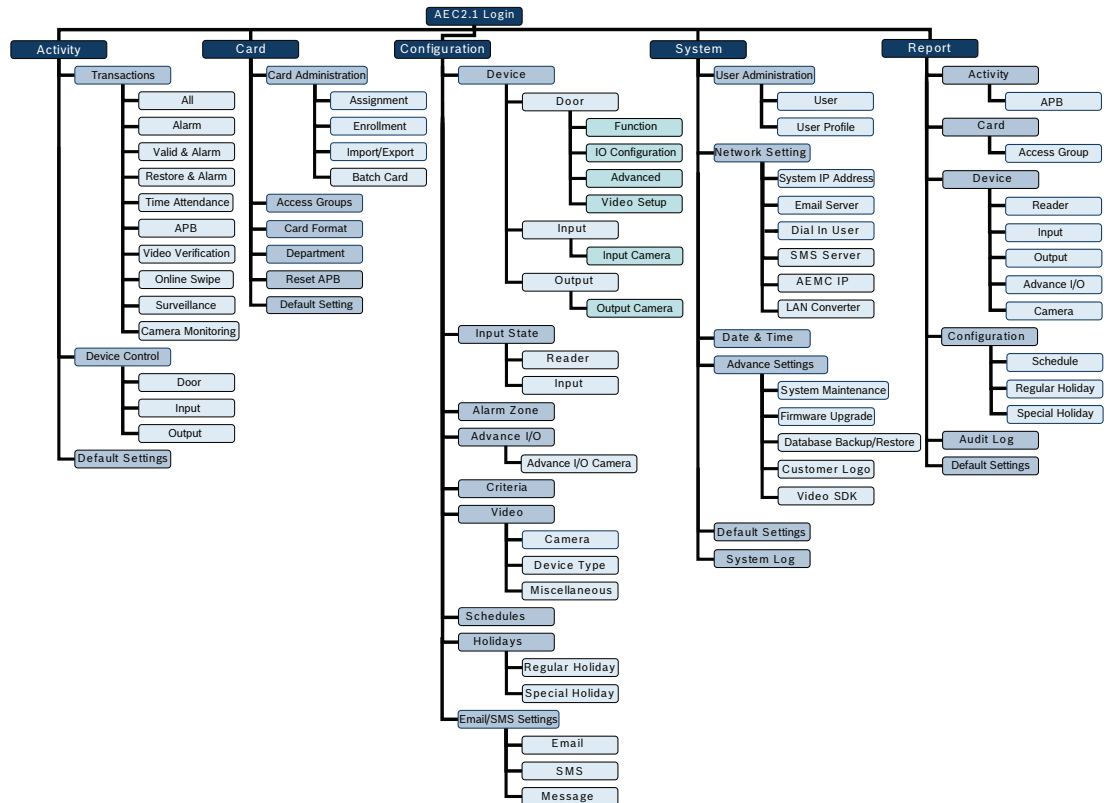 AEC2.1 Login
Activity
Transactions
All
Alarm
Valid & Alarm
Restore & Alarm
Time Attendance
APB
Video Verification
Online Swipe
Surveillance
Camera Monitoring
Device Control
Door
Input
Output
Default Settings
Card
Card Administration
Assignment
Enrollment
Import/Export
Batch Card
Access Groups
Card Format
Department
Reset APB
Default Setting
Configuration
Device
Door
Function
IO Configuration
Advanced
Video Setup
Input
Input Camera
Output
Output Camera
Input State
Reader
Input
Alarm Zone
Advance I/O
Advance I/O Camera
Criteria
Video
Camera
Device Type
Miscellaneous
Schedules
Holidays
Regular Holiday
Special Holiday
Email/SMS Settings
Email
SMS
Message
System
User Administration
User
User Profile
Network Setting
System IP Address
Email Server
Dial In User
SMS Server
AEMC IP
LAN Converter
Date & Time
Advance Settings
System Maintenance
Firmware Upgrade
Database Backup/Restore
Customer Logo
Video SDK
Default Settings
System Log
Report
Activity
APB
Card
Access Group
Device
Reader
Input
Output
Advance I/O
Camera
Configuration
Schedule
Regular Holiday
Special Holiday
Audit Log
Default Settings